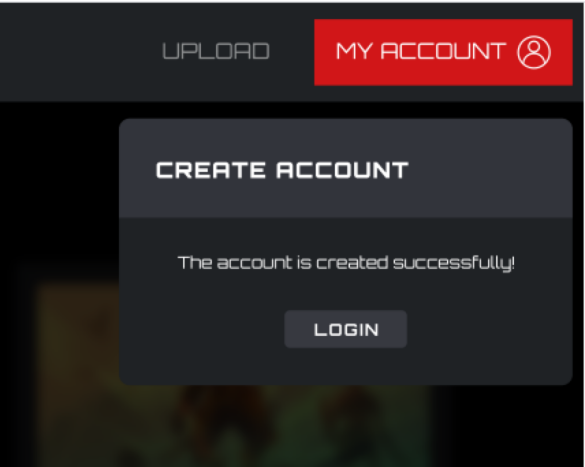 UPLOAD
MY ACCOUNT
CREATE ACCOUNT
The account is created successfully!
LOGIN